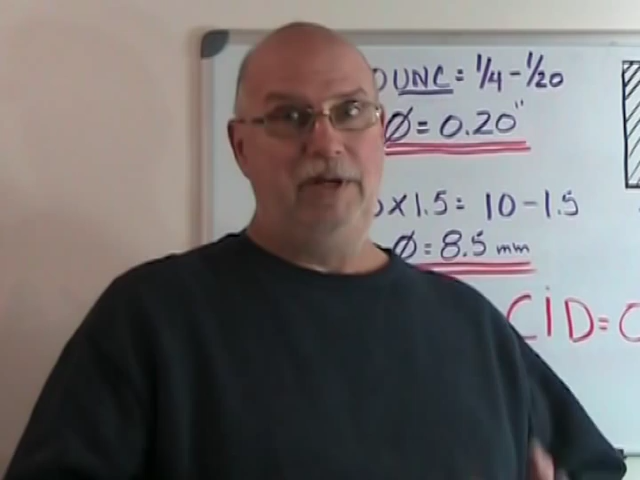 UNC = 1/4 - 1/20
Ø = 0.20"
x1.5 = 10 - 1.5
Ø = 8.5 mm
CID =